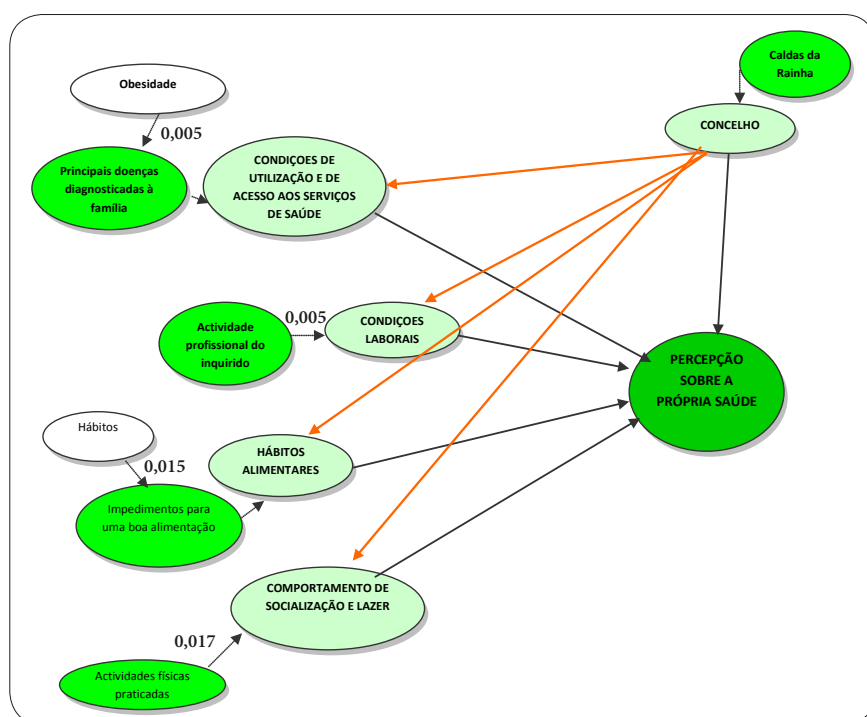 Obesidade
0,005
Principais doenças
diagnosticadas à
família
CONDIÇOES DE
UTILIZAÇÃO E DE
ACESSO AOS SERVIÇOS
DE SAÚDE
Caldas da
Rainha
CONCELHO
Actividade
profissional do
inquirido
0,005
CONDIÇOES
LABORAIS
PERCEPÇÃO
SOBRE A
PRÓPRIA SAÚDE
Hábitos
0,015
Impedimentos para
uma boa alimentação
HÁBITOS
ALIMENTARES
COMPORTAMENTO DE
SOCIALIZAÇÃO E LAZER
0,017
Actividades físicas
praticadas